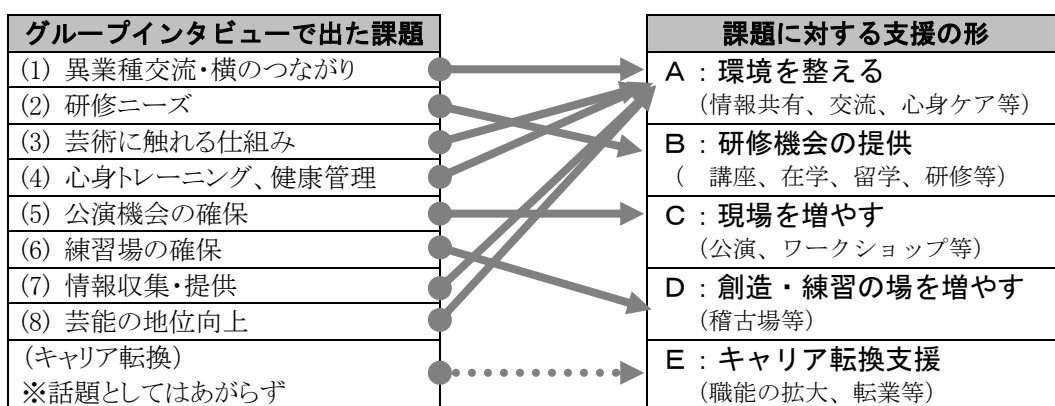 グループインタビューで出た課題
(1) 異業種交流・横のつながり
(2) 研修ニーズ
(3) 芸術に触れる仕組み
(4) 心身トレーニング、健康管理
(5) 公演機会の確保
(6) 練習場の確保
(7) 情報収集・提供
(8) 芸能の地位向上
(キャリア転換)
※話題としてはあがらず
課題に対する支援の形
A：環境を整える
(情報共有、交流、心身ケア等)
B：研修機会の提供
( 講座、在学、留学、研修等)
C：現場を増やす
(公演、ワークショップ等)
D：創造・練習の場を増やす
(稽古場等)
E：キャリア転換支援
(職能の拡大、転業等)